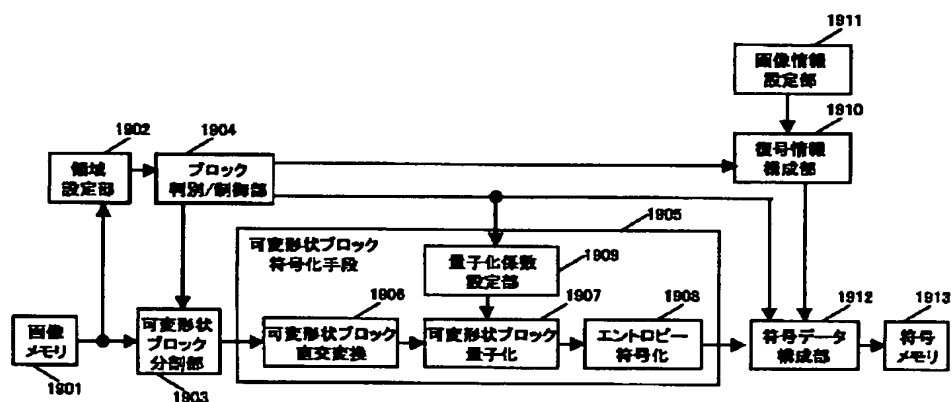 1911
画像情報
設定部
1902
1904
1910
領域
設定部
ブロック
判別/制御部
復号情報
構成部
1905
可変形状ブロック
符号化手段
量子化係数
設定部
1909
1906
1907
1908
1912
1913
画像
メモリ
可変形状
ブロック
分割部
可変形状ブロック
直交変換
可変形状ブロック
量子化
エントロピー
符号化
符号データ
構成部
符号
メモリ
1901
1903